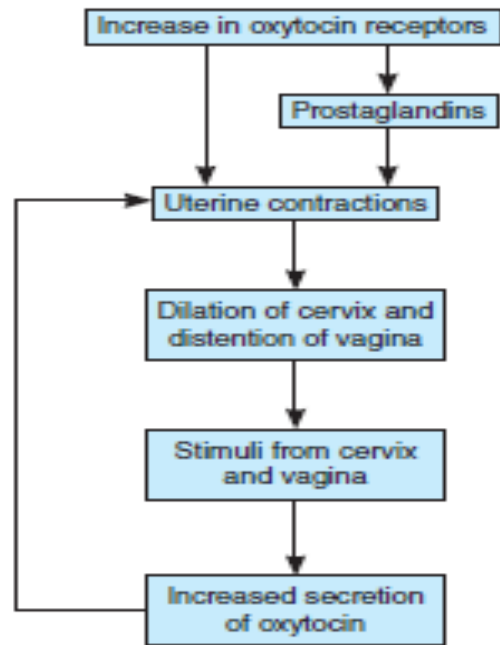 Increase in oxytocin receptors
Prostaglandins
Uterine contractions
Dilation of cervix and
distention of vagina
Stimuli from cervix
and vagina
Increased secretion
of oxytocin